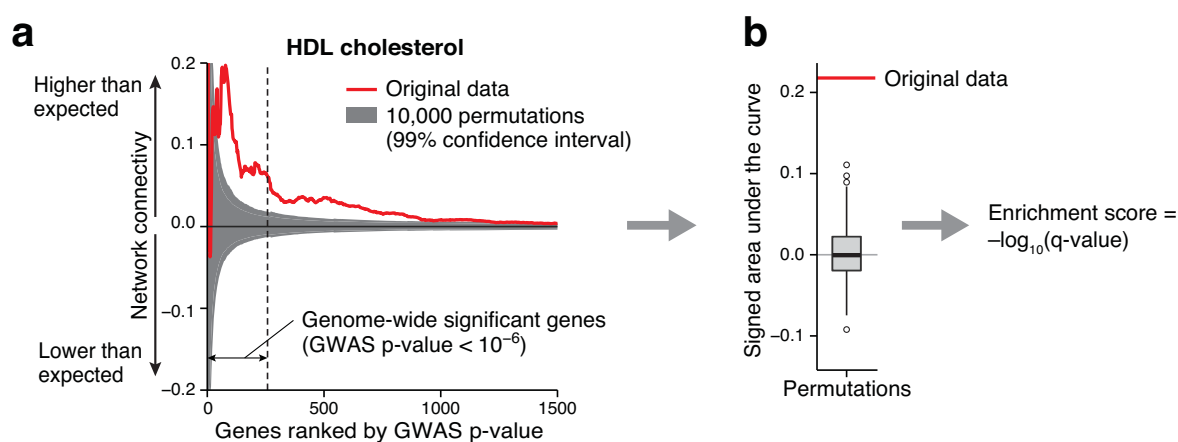 a
HDL cholesterol
Higher than
expected
Network connectivy
Lower than
expected
0.2
0.1
0.0
−0.1
−0.2
Original data
10,000 permutations
(99% confidence interval)
Genome-wide significant genes
(GWAS p-value < 10⁻⁶)
0 500 1000 1500
Genes ranked by GWAS p-value
b
Signed area under the curve
0.2
0.1
0.0
−0.1
Original data
Permutations
Enrichment score =
−log₁₀(q-value)